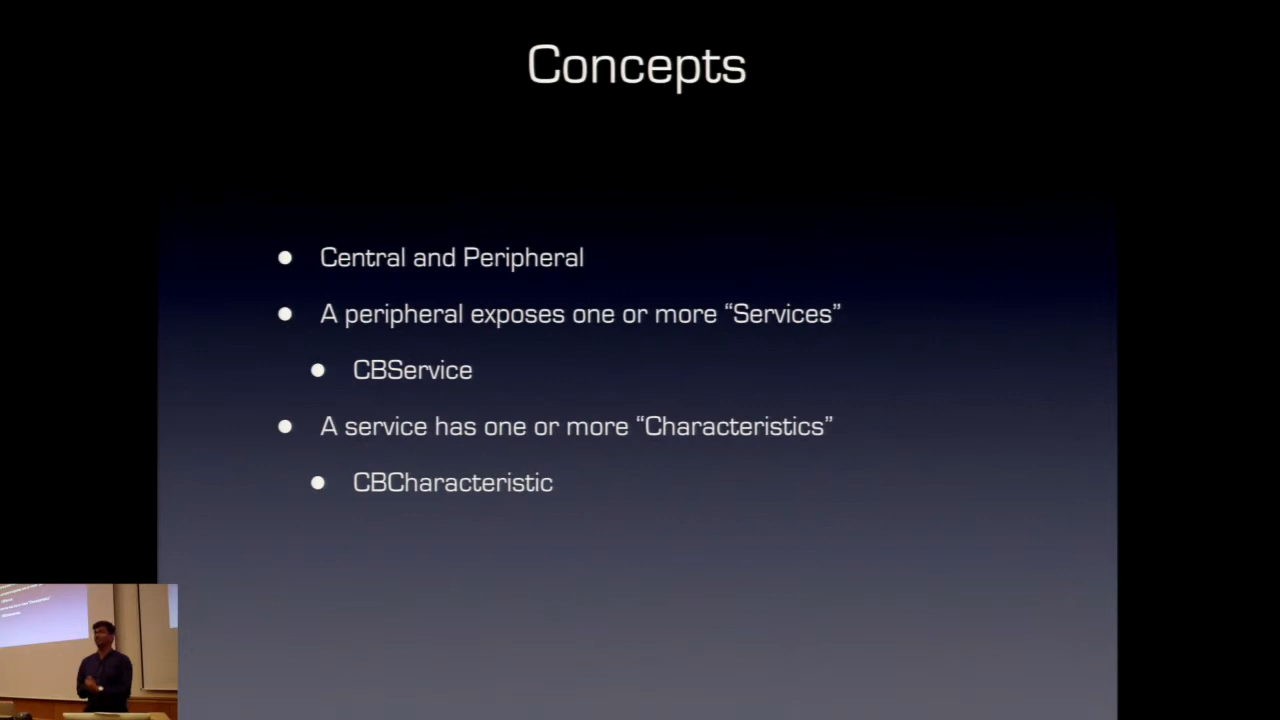 Concepts
Central and Peripheral
A peripheral exposes one or more “Services”
CBService
A service has one or more “Characteristics”
CBCharacteristic